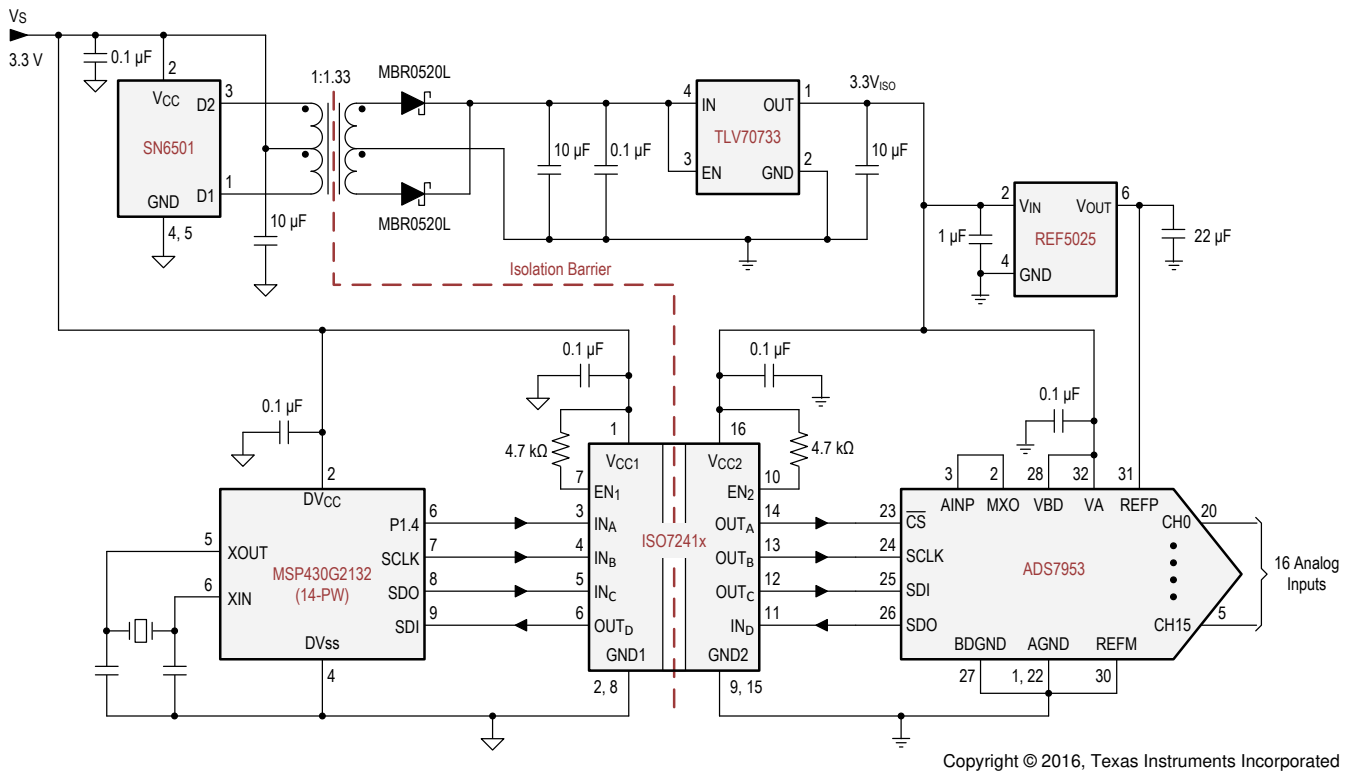 VS
3.3 V
0.1 µF
2
VCC
D2
3
SN6501
D1
1
GND
4, 5
10 µF
1:1.33
MBR0520L
MBR0520L
10 µF
0.1 µF
4
IN
OUT
1
TLV70733
3
EN
GND
2
3.3VISO
10 µF
2
VIN
VOUT
6
REF5025
1 µF
4
GND
22 µF
Isolation Barrier
0.1 µF
2
DVCC
5
XOUT
6
XIN
MSP430G2132
(14-PW)
P1.4
6
SCLK
7
SDO
8
SDI
9
DVss
4
0.1 µF
4.7 kΩ
1
VCC1
7
EN1
3
INA
4
INB
5
INC
6
OUTD
GND1
2, 8
ISO7241x
0.1 µF
4.7 kΩ
16
VCC2
10
EN2
14
OUTA
13
OUTB
12
OUTC
11
IND
GND2
9, 15
0.1 µF
3
2
28
32
31
AINP
MXO
VBD
VA
REFP
23
CS
24
SCLK
25
SDI
26
SDO
ADS7953
CH0
20
CH15
5
16 Analog
Inputs
BDGND
AGND
REFM
27
1, 22
30
Copyright © 2016, Texas Instruments Incorporated